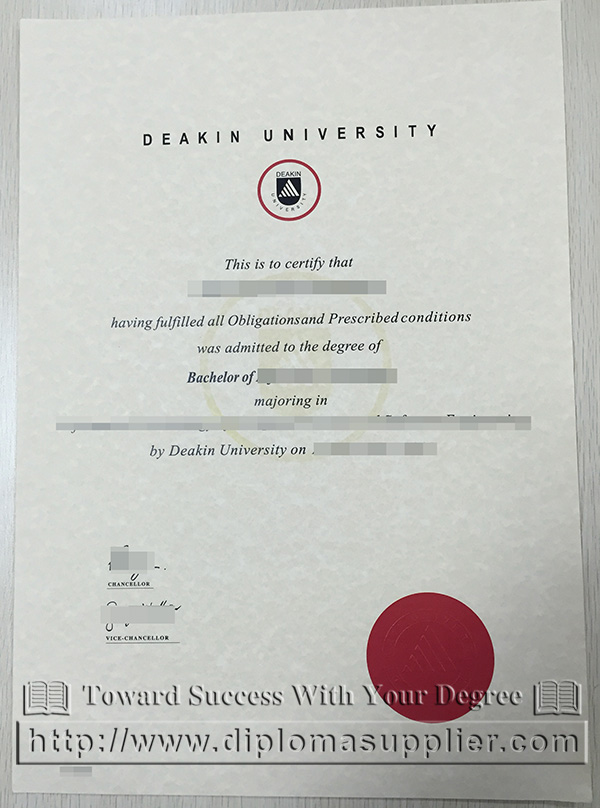 DEAKIN UNIVERSITY
DEAKIN
UNIVERSITY
This is to certify that
having fulfilled all Obligationsand Prescribed conditions
was admitted to the degree of
Bachelor of
majoring in
by Deakin University on
CHANCELLOR
VICE-CHANCELLOR
Toward Success With Your Degree
http://www.diplomasupplier.com